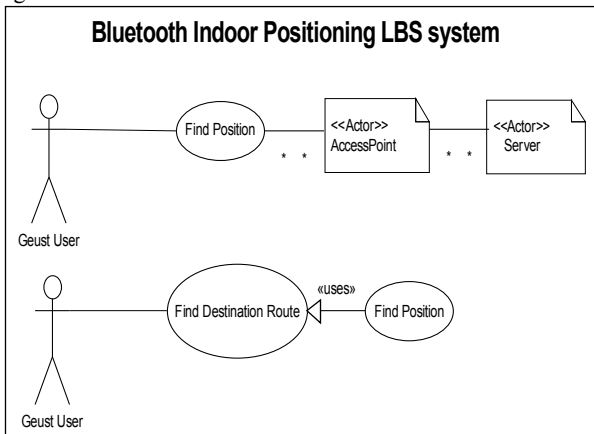 Bluetooth Indoor Positioning LBS system
Find Position
<<Actor>>
AccessPoint
<<Actor>>
Server
* *
* *
Geust User
«uses»
Find Destination Route
Find Position
Geust User